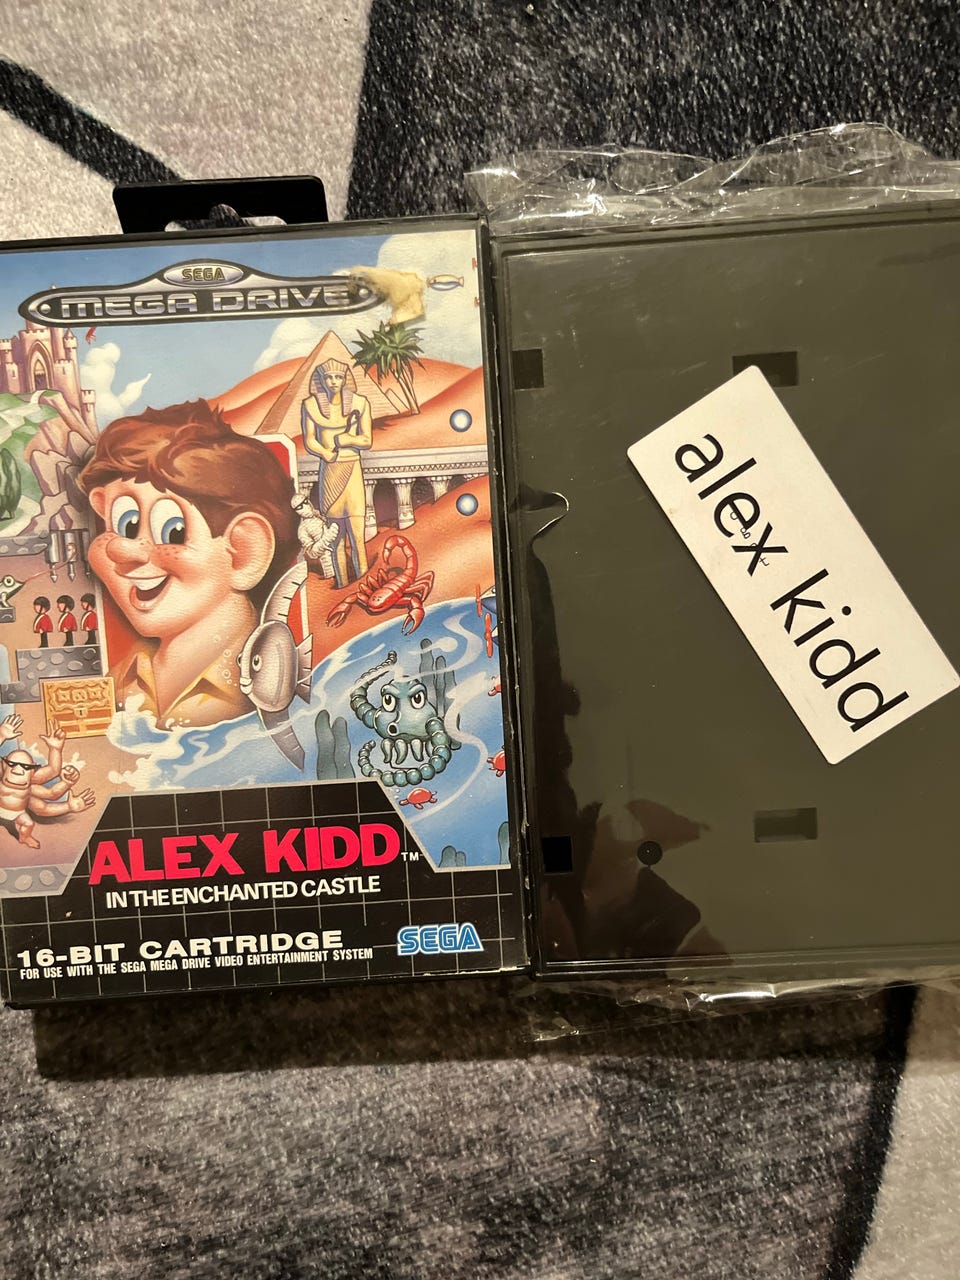 SEGA
MEGA DRIVE
ALEX KIDD™
IN THE ENCHANTED CASTLE
16-BIT CARTRIDGE
FOR USE WITH THE SEGA MEGA DRIVE VIDEO ENTERTAINMENT SYSTEM
SEGA
alex kidd